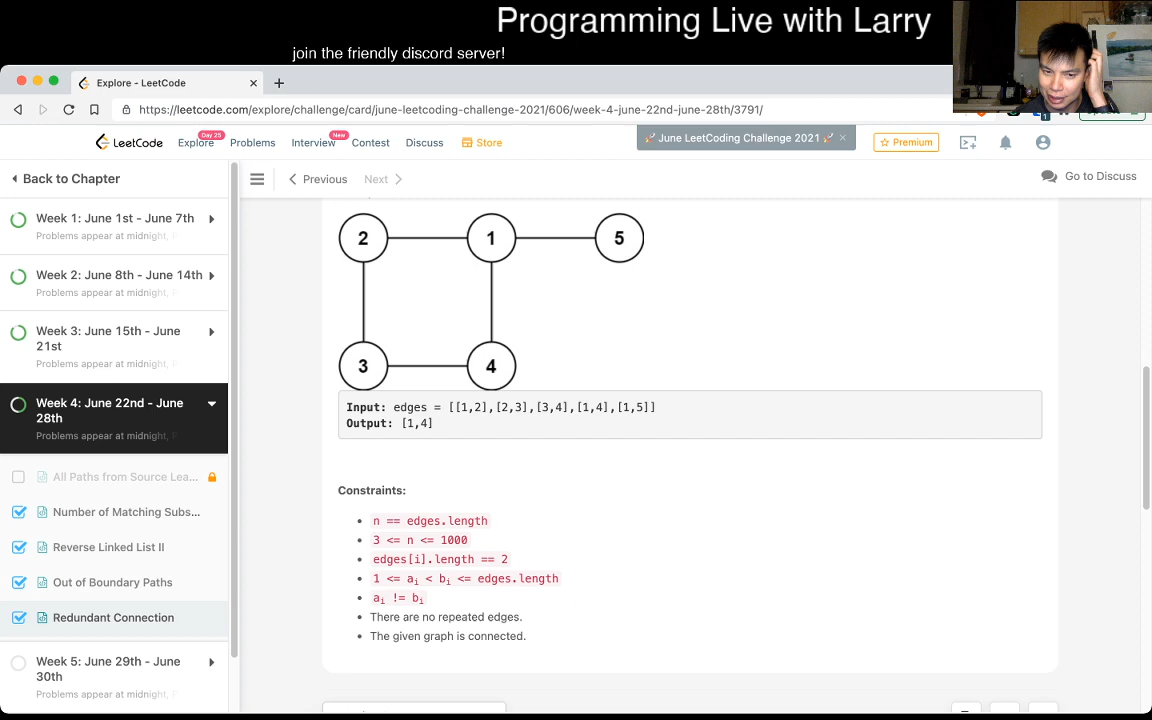 Programming Live with Larry
join the friendly discord server!
Explore - LeetCode
https://leetcode.com/explore/challenge/card/june-leetcoding-challenge-2021/606/week-4-june-22nd-june-28th/3791/
1
LeetCode
Explore
Day 25
Problems
Interview
New
Contest
Discuss
Store
June LeetCoding Challenge 2021
Premium
Back to Chapter
Previous
Next
Go to Discuss
Week 1: June 1st - June 7th
Problems appear at midnight,
Week 2: June 8th - June 14th
Problems appear at midnight,
Week 3: June 15th - June
21st
Problems appear at midnight,
Week 4: June 22nd - June
28th
Problems appear at midnight,
All Paths from Source Lea...
Number of Matching Subs...
Reverse Linked List II
Out of Boundary Paths
Redundant Connection
Week 5: June 29th - June
30th
Problems appear at midnight,
2 1 5
3 4
Input: edges = [[1,2],[2,3],[3,4],[1,4],[1,5]]
Output: [1,4]
Constraints:
n == edges.length
3 <= n <= 1000
edges[i].length == 2
1 <= ai < bi <= edges.length
ai != bi
There are no repeated edges.
The given graph is connected.